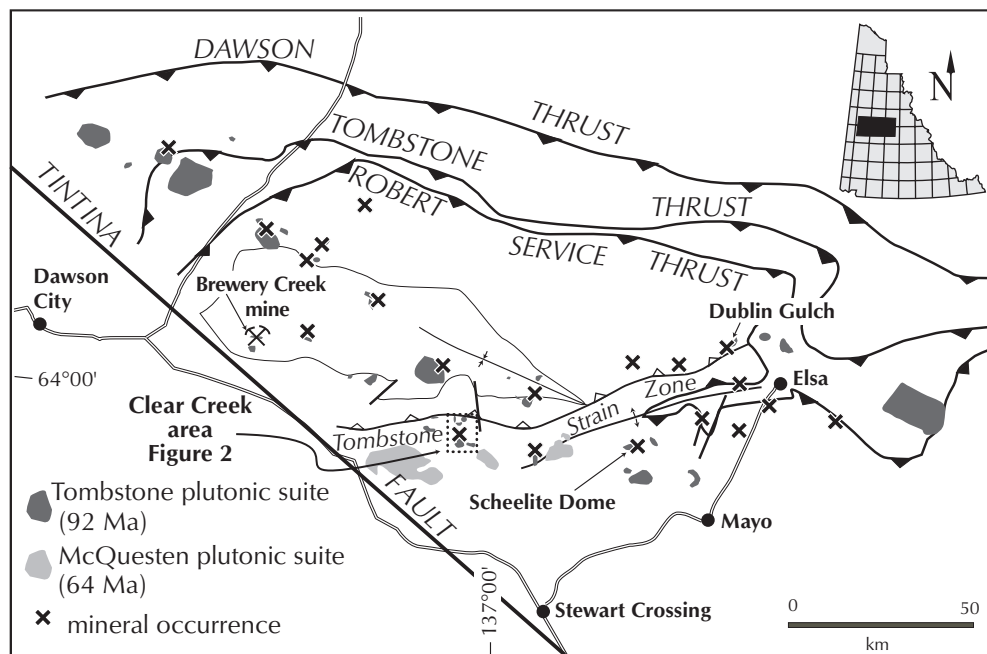 DAWSON
THRUST
TOMBSTONE
THRUST
ROBERT
SERVICE
THRUST
N
TINTINA
FAULT
Dawson
City
Brewery Creek
mine
Dublin Gulch
64°00'
Elsa
Clear Creek
area
Figure 2
Tombstone
Strain
Zone
Scheelite Dome
Mayo
Stewart Crossing
137°00'
Tombstone plutonic suite
(92 Ma)
McQuesten plutonic suite
(64 Ma)
mineral occurrence
0
50
km